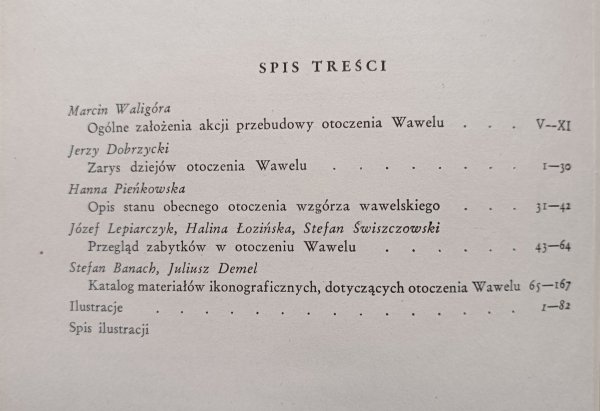 SPIS TREŚCI
Marcin Waligóra
Ogólne założenia akcji przebudowy otoczenia Wawelu . . . V—XI
Jerzy Dobrzycki
Zarys dziejów otoczenia Wawelu . . . . . . . 1—30
Hanna Pieńkowska
Opis stanu obecnego otoczenia wzgórza wawelskiego . . . 31—42
Józef Lepiarczyk, Halina Łozińska, Stefan Świszczowski
Przegląd zabytków w otoczeniu Wawelu . . . . . 43—64
Stefan Banach, Juliusz Demel
Katalog materiałów ikonograficznych, dotyczących otoczenia Wawelu 65—167
Ilustracje . . . . . . . . . . . . 1—82
Spis ilustracji